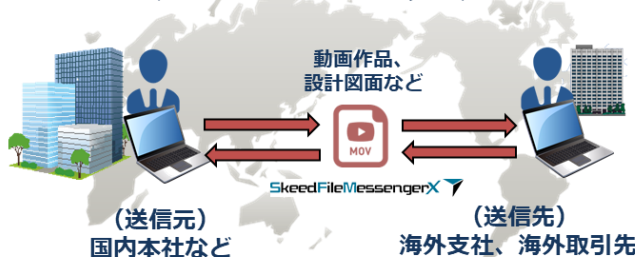 動画作品、
設計図面など
MOV
SkeedFileMessengerX
（送信元）
国内本社など
（送信先）
海外支社、海外取引先